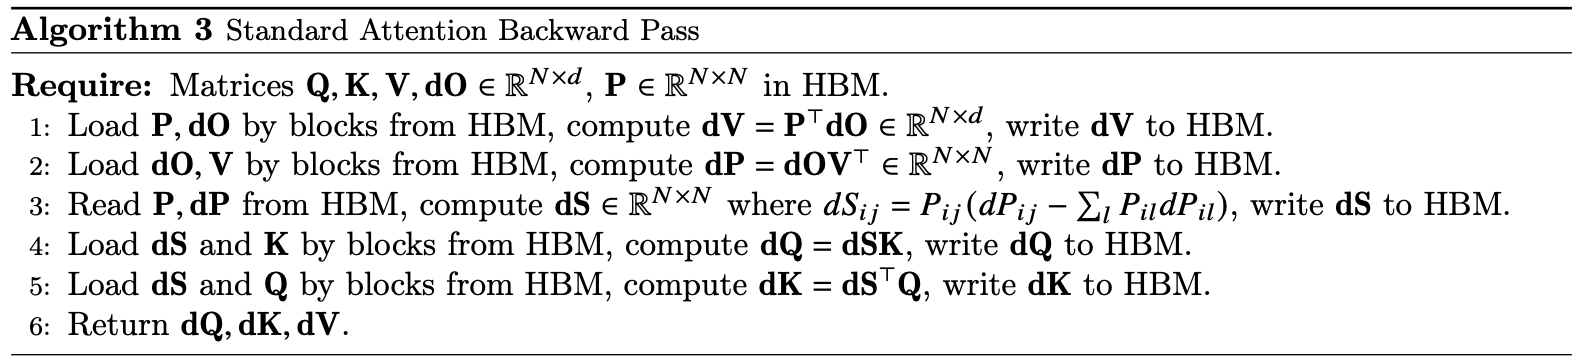 Algorithm 3 Standard Attention Backward Pass
Require: Matrices Q, K, V, dO ∈ ℝ^{N×d}, P ∈ ℝ^{N×N} in HBM.
1: Load P, dO by blocks from HBM, compute dV = P^⊤dO ∈ ℝ^{N×d}, write dV to HBM.
2: Load dO, V by blocks from HBM, compute dP = dOV^⊤ ∈ ℝ^{N×N}, write dP to HBM.
3: Read P, dP from HBM, compute dS ∈ ℝ^{N×N} where dS_{ij} = P_{ij}(dP_{ij} − ∑_l P_{il}dP_{il}), write dS to HBM.
4: Load dS and K by blocks from HBM, compute dQ = dSK, write dQ to HBM.
5: Load dS and Q by blocks from HBM, compute dK = dS^⊤Q, write dK to HBM.
6: Return dQ, dK, dV.